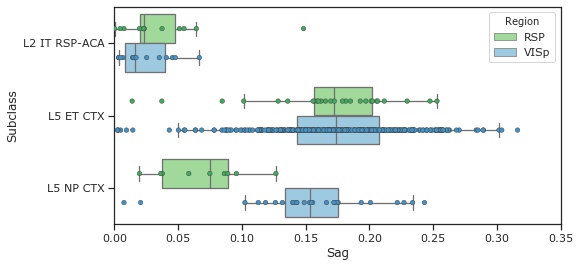 Region
RSP
VISp
L2 IT RSP-ACA
L5 ET CTX
L5 NP CTX
Subclass
0.00 0.05 0.10 0.15 0.20 0.25 0.30 0.35
Sag